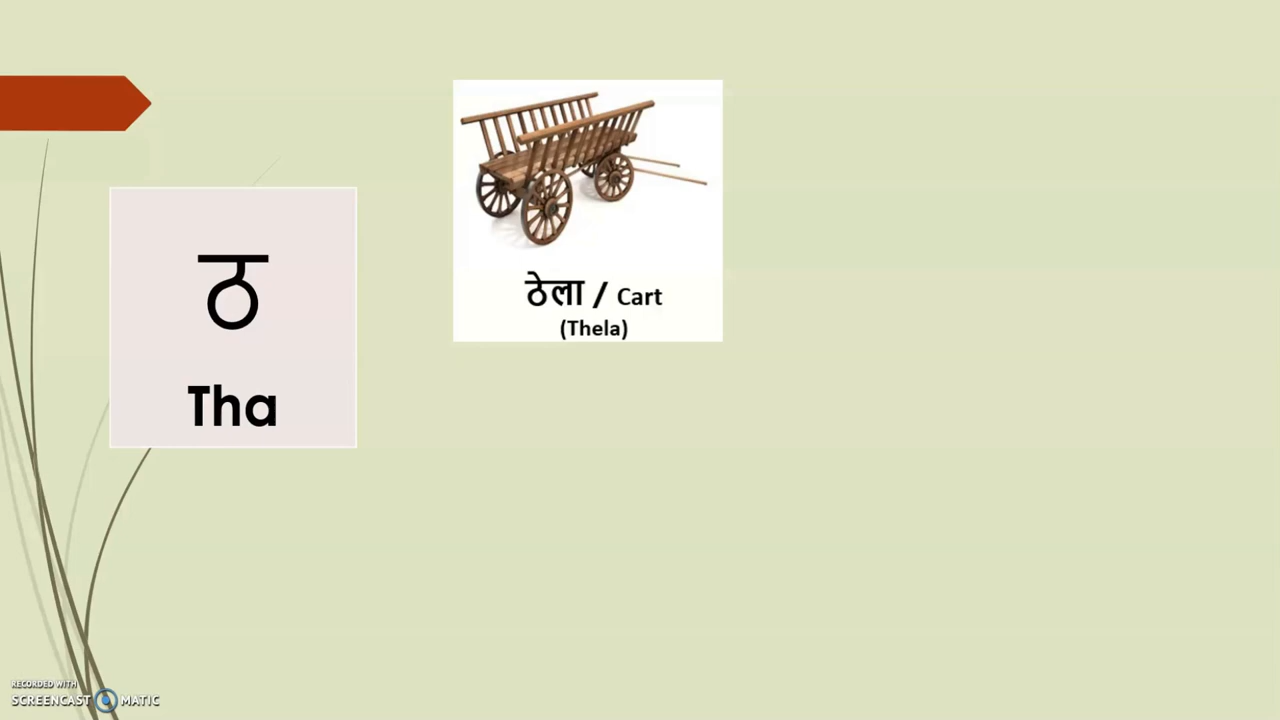 ठ
Tha
ठेला / Cart
(Thela)
RECORDED WITH
SCREENCAST MATIC